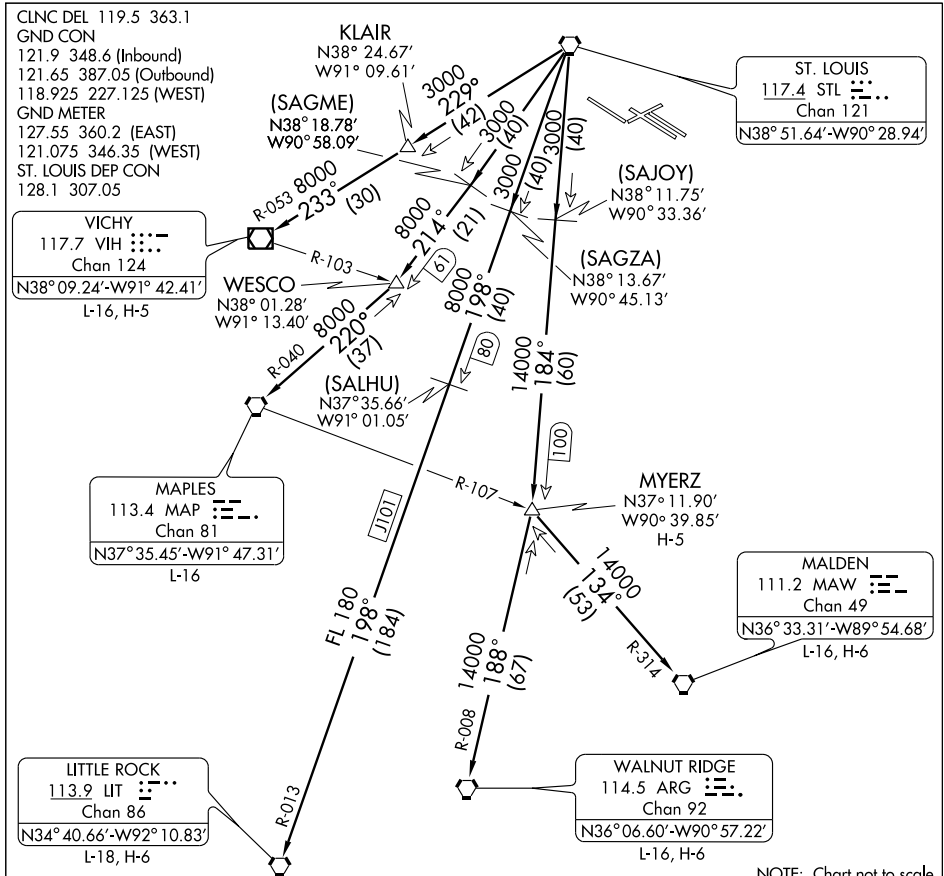 CLNC DEL 119.5 363.1
GND CON
121.9 348.6 (Inbound)
121.65 387.05 (Outbound)
118.925 227.125 (WEST)
GND METER
127.55 360.2 (EAST)
121.075 346.35 (WEST)
ST. LOUIS DEP CON
128.1 307.05
KLAIR
N38° 24.67'
W91° 09.61'
(SAGME)
N38° 18.78'
W90° 58.09'
ST. LOUIS
117.4 STL
Chan 121
N38° 51.64'-W90° 28.94'
3000
229°
(42)
3000
(40)
3000
(40)
3000
(40)
(SAJOY)
N38° 11.75'
W90° 33.36'
(SAGZA)
N38° 13.67'
W90° 45.13'
R-053
8000
233°
(30)
VICHY
117.7 VIH
Chan 124
N38° 09.24'-W91° 42.41'
L-16, H-5
R-103
8000
214°
(21)
61
WESCO
N38° 01.28'
W91° 13.40'
8000
198°
(40)
80
14000
184°
(60)
100
R-040
8000
220°
(37)
(SALHU)
N37° 35.66'
W91° 01.05'
MAPLES
113.4 MAP
Chan 81
N37° 35.45'-W91° 47.31'
L-16
R-107
J101
MYERZ
N37° 11.90'
W90° 39.85'
H-5
14000
134°
(53)
R-314
MALDEN
111.2 MAW
Chan 49
N36° 33.31'-W89° 54.68'
L-16, H-6
FL 180
198°
(184)
14000
188°
(67)
R-008
R-013
LITTLE ROCK
113.9 LIT
Chan 86
N34° 40.66'-W92° 10.83'
L-18, H-6
WALNUT RIDGE
114.5 ARG
Chan 92
N36° 06.60'-W90° 57.22'
L-16, H-6
NOTE: Chart not to scale